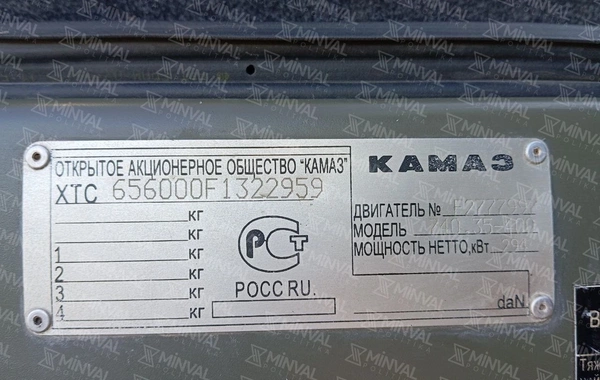 ОТКРЫТОЕ АКЦИОНЕРНОЕ ОБЩЕСТВО "КАМАЗ"
XTC 656000F1322959
кг
кг
1 кг
2 кг
3 кг
4 кг
РСТ
РОСС RU.
КАМАЗ
ДВИГАТЕЛЬ №
МОДЕЛЬ
МОЩНОСТЬ НЕТТО,кВт
daN
MINVAL